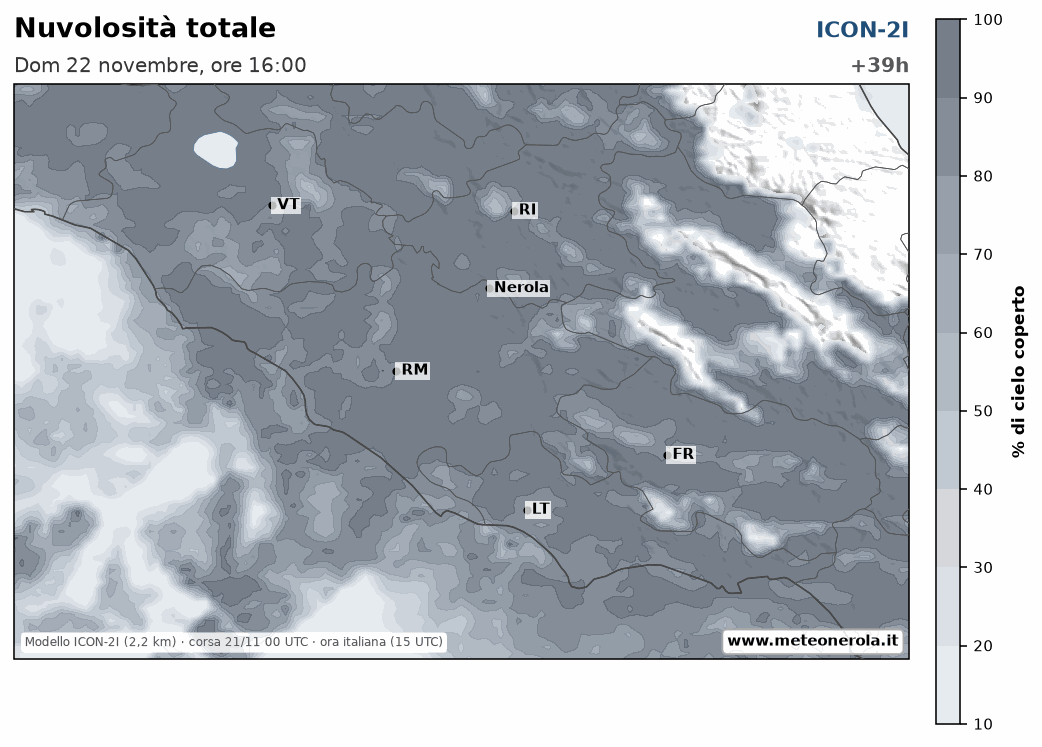 Nuvolosità totale
ICON-2I
Dom 22 novembre, ore 16:00
+39h
VT
RI
Nerola
RM
FR
LT
Modello ICON-2I (2,2 km) · corsa 21/11 00 UTC · ora italiana (15 UTC)
www.meteonerola.it
100
90
80
70
60
50
40
30
20
10
% di cielo coperto